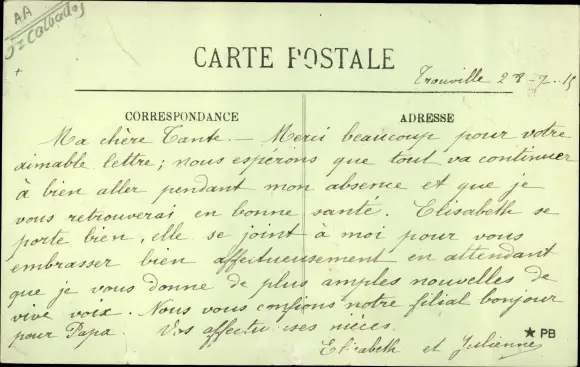 AA
02 Calvados
CARTE POSTALE
Trouville 28-7-15
CORRESPONDANCE
ADRESSE
Ma chère Tante. — Merci beaucoup pour votre
aimable lettre; nous espérons que tout va continuer
à bien aller pendant mon absence et que je
vous retrouverai en bonne santé. Elisabeth se
porte bien, elle se joint à moi pour vous
embrasser bien affectueusement en attendant
que je vous donne de plus amples nouvelles de
vive voix. Nous vous confions notre filial bonjour
pour Papa. Vos affectueuses nièces.
Elisabeth et Julienne
★ PB